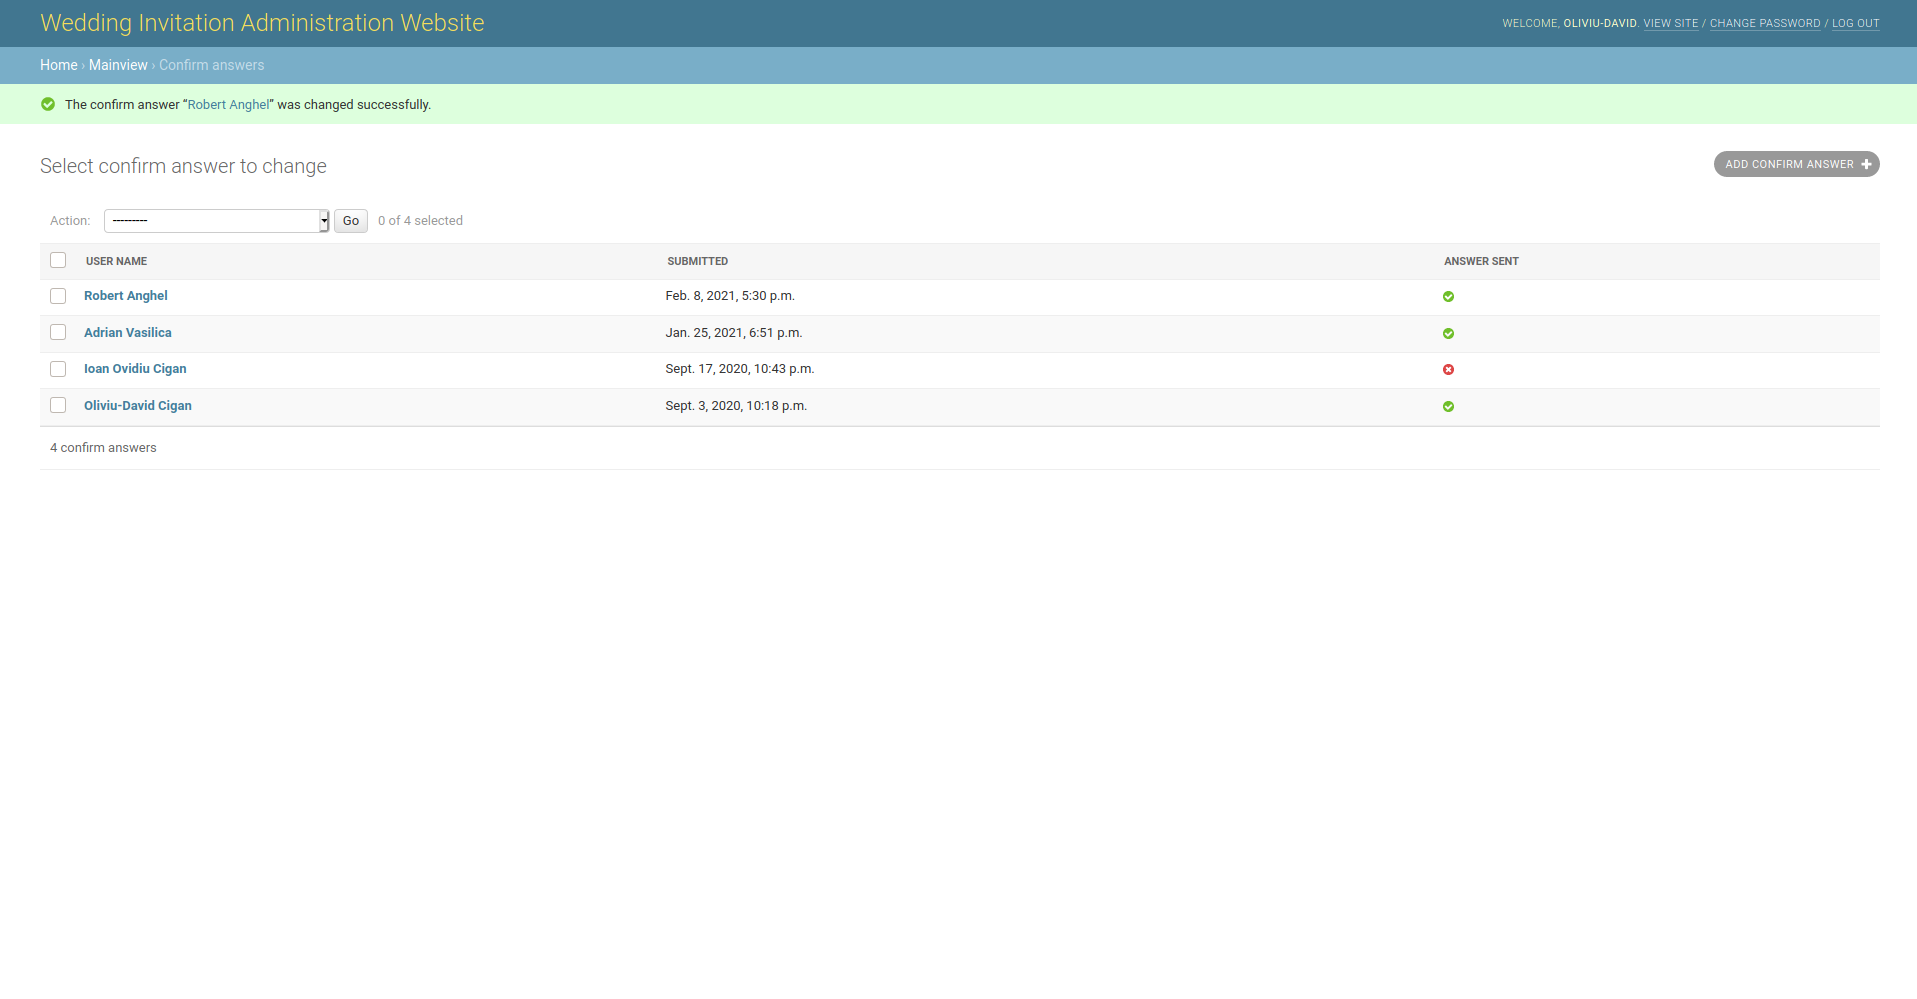 Wedding Invitation Administration Website
WELCOME, OLIVIU-DAVID. VIEW SITE / CHANGE PASSWORD / LOG OUT
Home › Mainview › Confirm answers
The confirm answer “Robert Anghel” was changed successfully.
Select confirm answer to change
ADD CONFIRM ANSWER
Action: --------- Go 0 of 4 selected
USER NAME SUBMITTED ANSWER SENT
Robert Anghel Feb. 8, 2021, 5:30 p.m.
Adrian Vasilica Jan. 25, 2021, 6:51 p.m.
Ioan Ovidiu Cigan Sept. 17, 2020, 10:43 p.m.
Oliviu-David Cigan Sept. 3, 2020, 10:18 p.m.
4 confirm answers